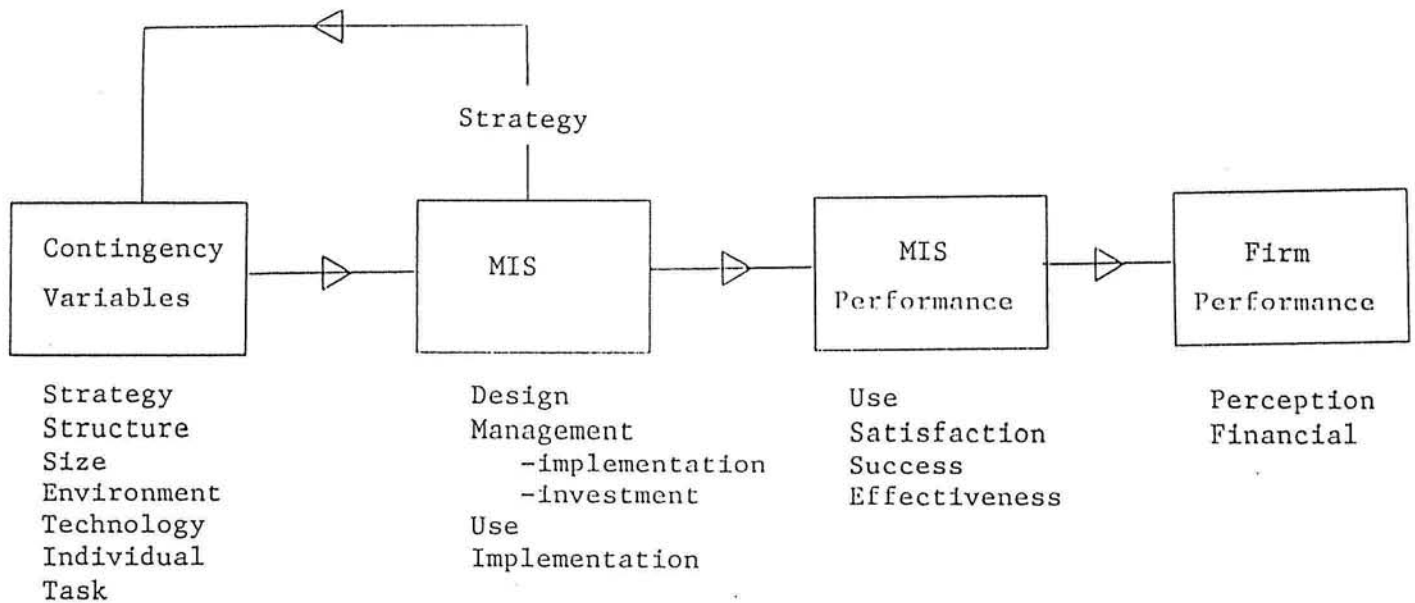 Strategy
Contingency
Variables
MIS
MIS
Performance
Firm
Performance
Strategy
Structure
Size
Environment
Technology
Individual
Task
Design
Management
-implementation
-investment
Use
Implementation
Use
Satisfaction
Success
Effectiveness
Perception
Financial